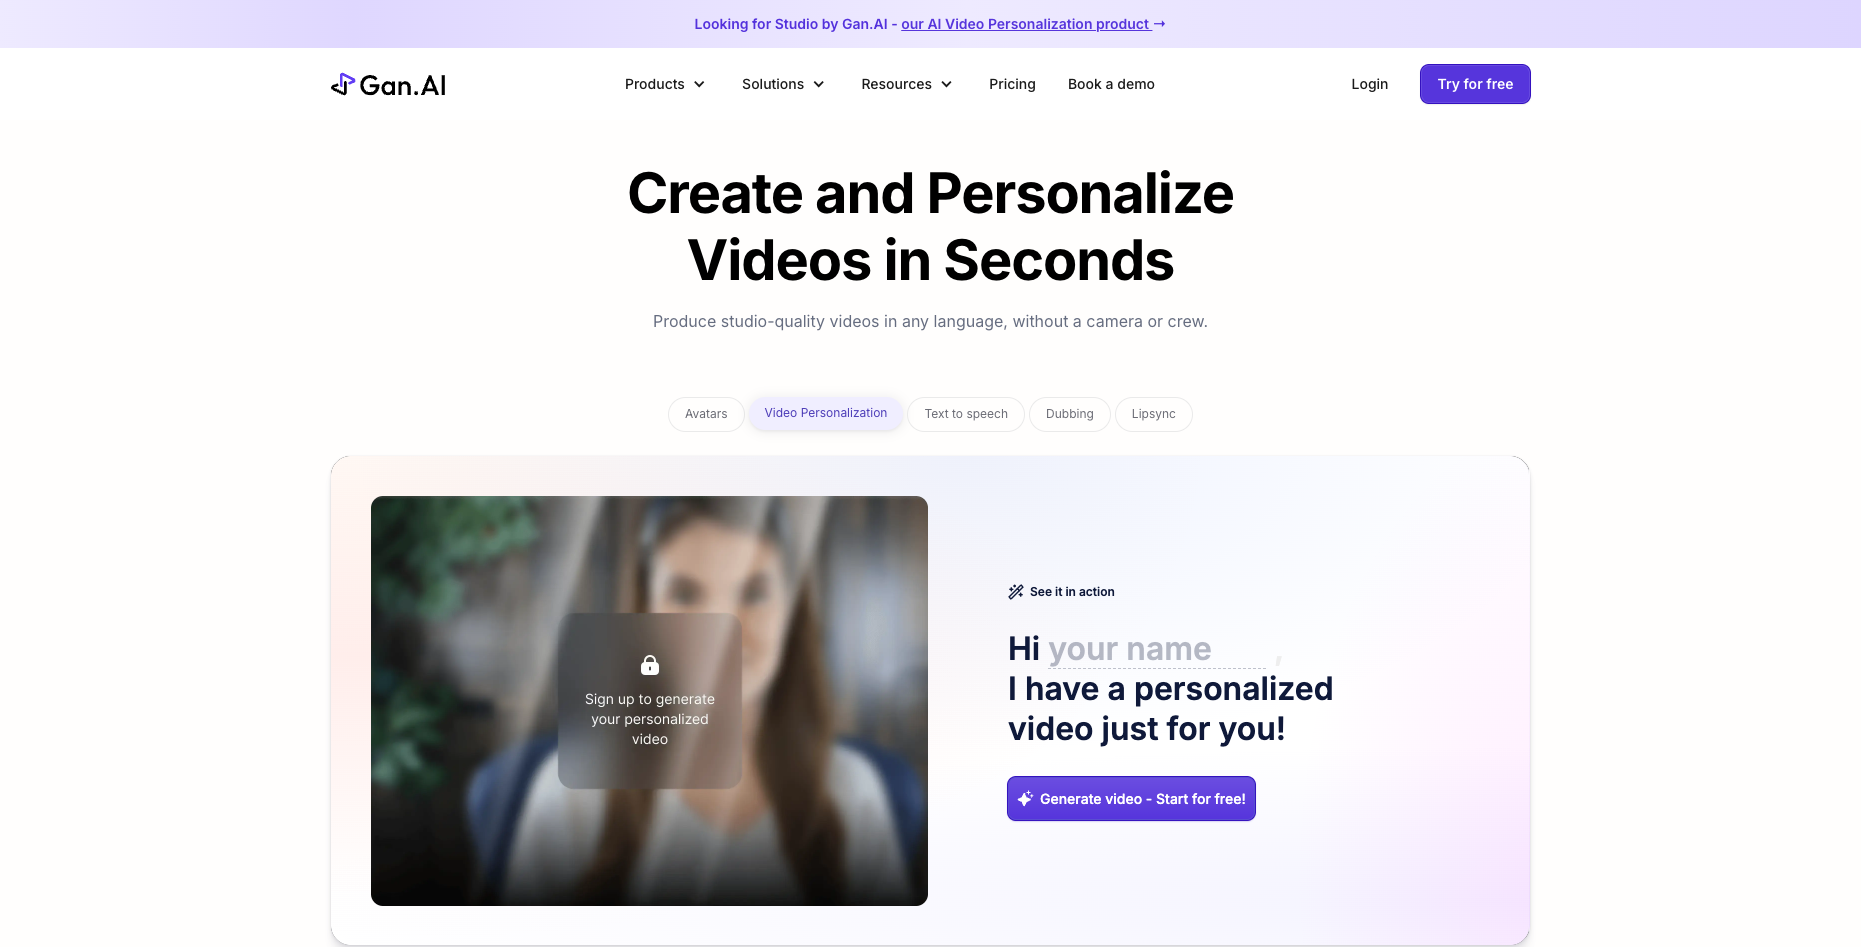 Looking for Studio by Gan.AI - our AI Video Personalization product →
Gan.AI
Products
Solutions
Resources
Pricing
Book a demo
Login
Try for free
Create and Personalize
Videos in Seconds
Produce studio-quality videos in any language, without a camera or crew.
Avatars
Video Personalization
Text to speech
Dubbing
Lipsync
Sign up to generate
your personalized
video
See it in action
Hi your name ,
I have a personalized
video just for you!
Generate video - Start for free!